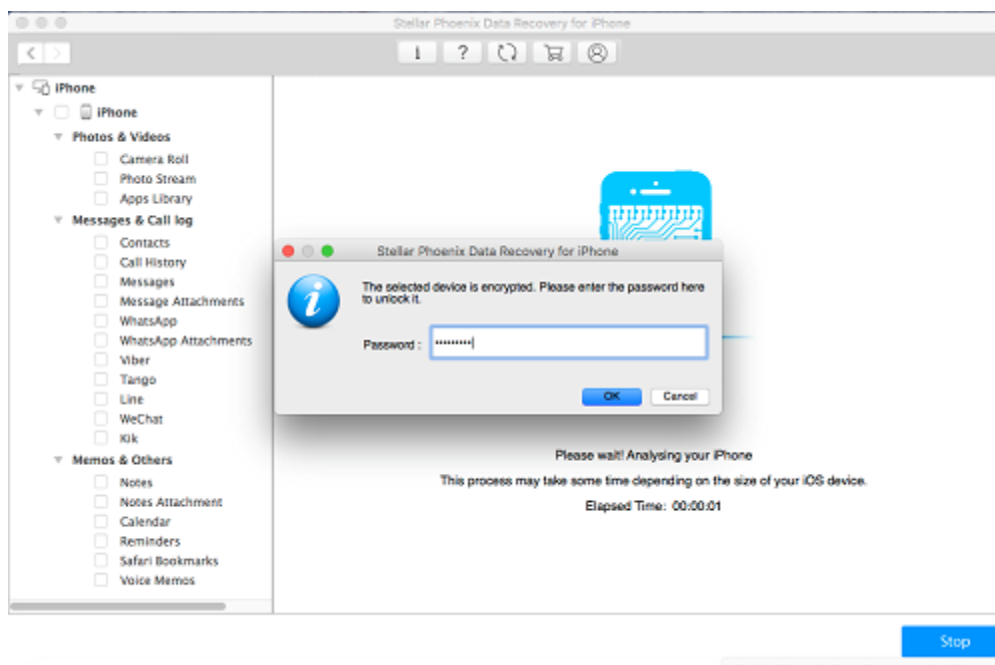 Stellar Phoenix Data Recovery for iPhone
iPhone
iPhone
Photos & Videos
Camera Roll
Photo Stream
Apps Library
Messages & Call log
Contacts
Call History
Messages
Message Attachments
WhatsApp
WhatsApp Attachments
Viber
Tango
Line
WeChat
Kik
Memos & Others
Notes
Notes Attachment
Calendar
Reminders
Safari Bookmarks
Voice Memos
Stellar Phoenix Data Recovery for iPhone
The selected device is encrypted. Please enter the password here
to unlock it.
Password : •••••••••
OK Cancel
Please wait! Analysing your iPhone
This process may take some time depending on the size of your iOS device.
Elapsed Time: 00:00:01
Stop